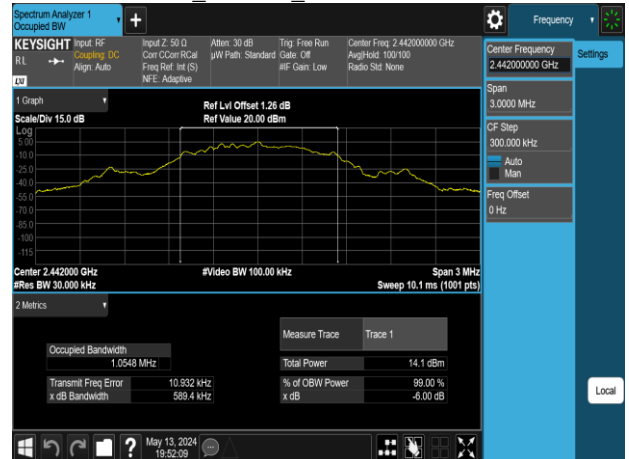 Spectrum Analyzer 1
Occupied BW
Frequency
KEYSIGHT
RL
LXI
Input: RF
Coupling: DC
Align: Auto
Input Z: 50 Ω
Corr CCorr RCal
Freq Ref: Int (S)
NFE: Adaptive
Atten: 30 dB
µW Path: Standard
Trig: Free Run
Gate: Off
#IF Gain: Low
Center Freq: 2.442000000 GHz
Avg|Hold: 100/100
Radio Std: None
Center Frequency
2.442000000 GHz
Settings
Span
3.0000 MHz
CF Step
300.000 kHz
Auto
Man
Freq Offset
0 Hz
Local
1 Graph
Scale/Div 15.0 dB
Ref Lvl Offset 1.26 dB
Ref Value 20.00 dBm
Log
5.00
-10.0
-25.0
-40.0
-55.0
-70.0
-85.0
-100
-115
Center 2.442000 GHz
#Res BW 30.000 kHz
#Video BW 100.00 kHz
Span 3 MHz
Sweep 10.1 ms (1001 pts)
2 Metrics
Measure Trace
Trace 1
Occupied Bandwidth
1.0548 MHz
Total Power
14.1 dBm
Transmit Freq Error
10.932 kHz
% of OBW Power
99.00 %
x dB Bandwidth
589.4 kHz
x dB
-6.00 dB
?
May 13, 2024
19:52:09